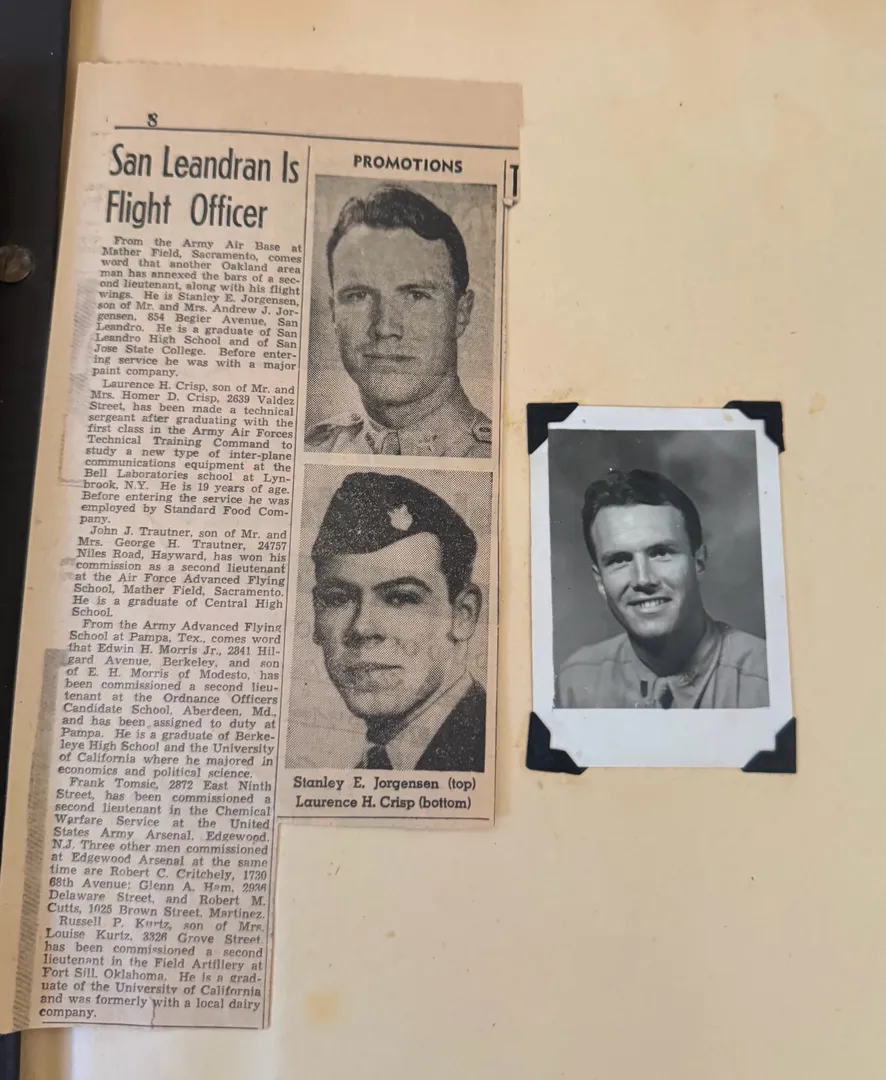 8
San Leandran Is
Flight Officer
From the Army Air Base at
Mather Field, Sacramento, comes
word that another Oakland area
man has annexed the bars of a sec-
ond lieutenant, along with his flight
wings. He is Stanley E. Jorgensen,
son of Mr. and Mrs. Andrew J. Jor-
gensen, 854 Begier Avenue, San
Leandro. He is a graduate of San
Leandro High School and of San
Jose State College. Before enter-
ing service he was with a major
paint company.
Laurence H. Crisp, son of Mr. and
Mrs. Homer D. Crisp, 2639 Valdez
Street, has been made a technical
sergeant after graduating with the
first class in the Army Air Forces
Technical Training Command to
study a new type of inter-plane
communications equipment at the
Bell Laboratories school at Lyn-
brook, N.Y. He is 19 years of age.
Before entering the service he was
employed by Standard Food Com-
pany.
John J. Trautner, son of Mr. and
Mrs. George H. Trautner, 24757
Niles Road, Hayward, has won his
commission as a second lieutenant
at the Air Force Advanced Flying
School, Mather Field, Sacramento.
He is a graduate of Central High
School.
From the Army Advanced Flying
School at Pampa, Tex., comes word
that Edwin H. Morris Jr., 2841 Hil-
gard Avenue, Berkeley, and son
of E. H. Morris of Modesto, has
been commissioned a second lieu-
tenant at the Ordnance Officers
Candidate School, Aberdeen, Md.,
and has been assigned to duty at
Pampa. He is a graduate of Berke-
leye High School and the University
of California where he majored in
economics and political science.
Frank Tomsic, 2872 East Ninth
Street, has been commissioned a
second lieutenant in the Chemical
Warfare Service at the United
States Army Arsenal, Edgewood,
N.J. Three other men commissioned
at Edgewood Arsenal at the same
time are Robert C. Critchely, 1730
68th Avenue; Glenn A. Ham, 2936
Delaware Street, and Robert M.
Cutts, 1025 Brown Street, Martinez.
Russell P. Kurtz, son of Mrs.
Louise Kurtz, 3326 Grove Street
has been commissioned a second
lieutenant in the Field Artillery at
Fort Sill, Oklahoma. He is a grad-
uate of the University of California
and was formerly with a local dairy
company.
PROMOTIONS
Stanley E. Jorgensen (top)
Laurence H. Crisp (bottom)